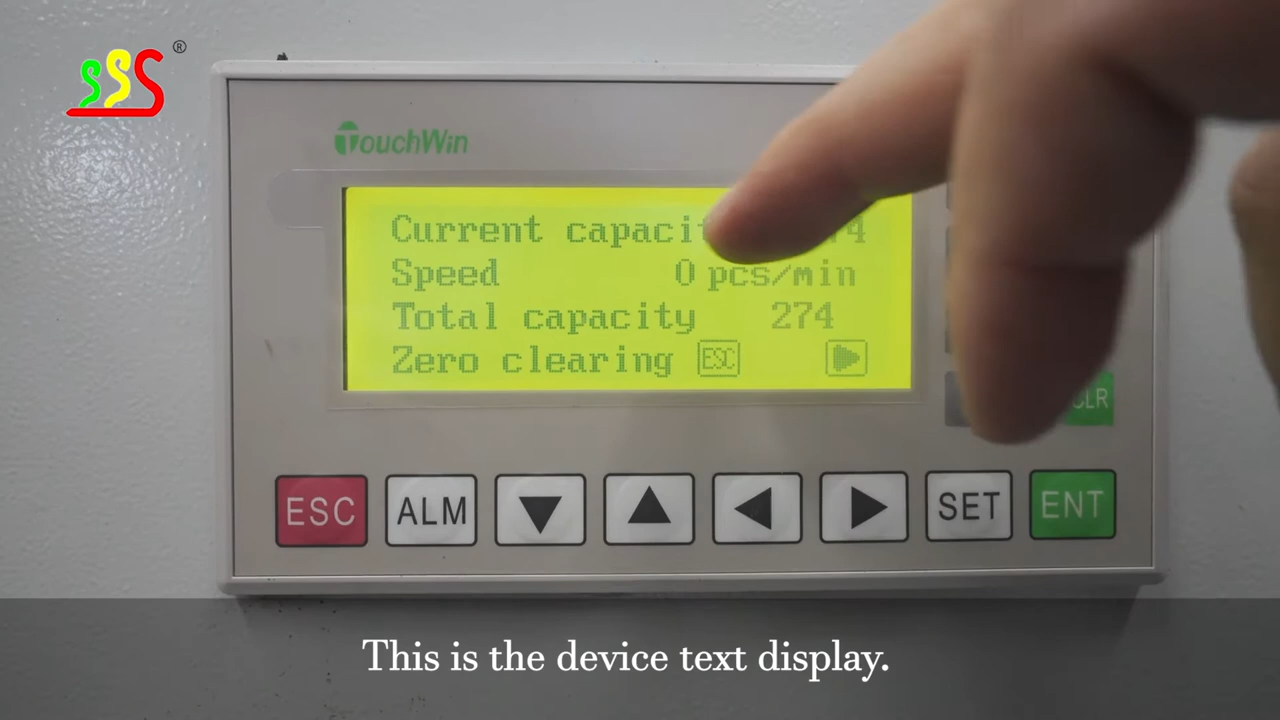 SSS ®
TouchWin
Current
Speed 0 pcs/min
Total capacity 274
Zero clearing ESC
CLR
ESC ALM SET ENT
This is the device text display.